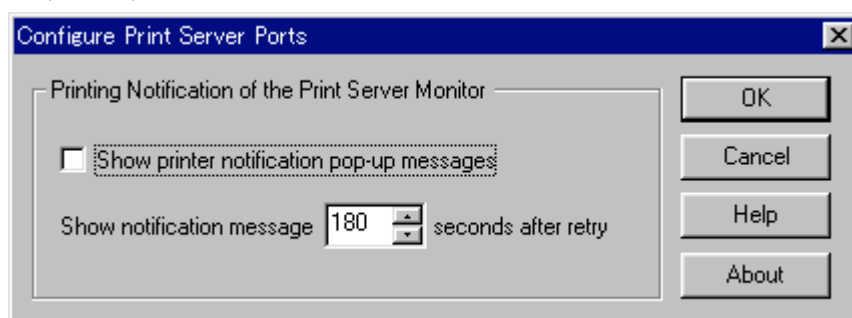 Configure Print Server Ports
Printing Notification of the Print Server Monitor
Show printer notification pop-up messages
Show notification message 180 seconds after retry
OK
Cancel
Help
About